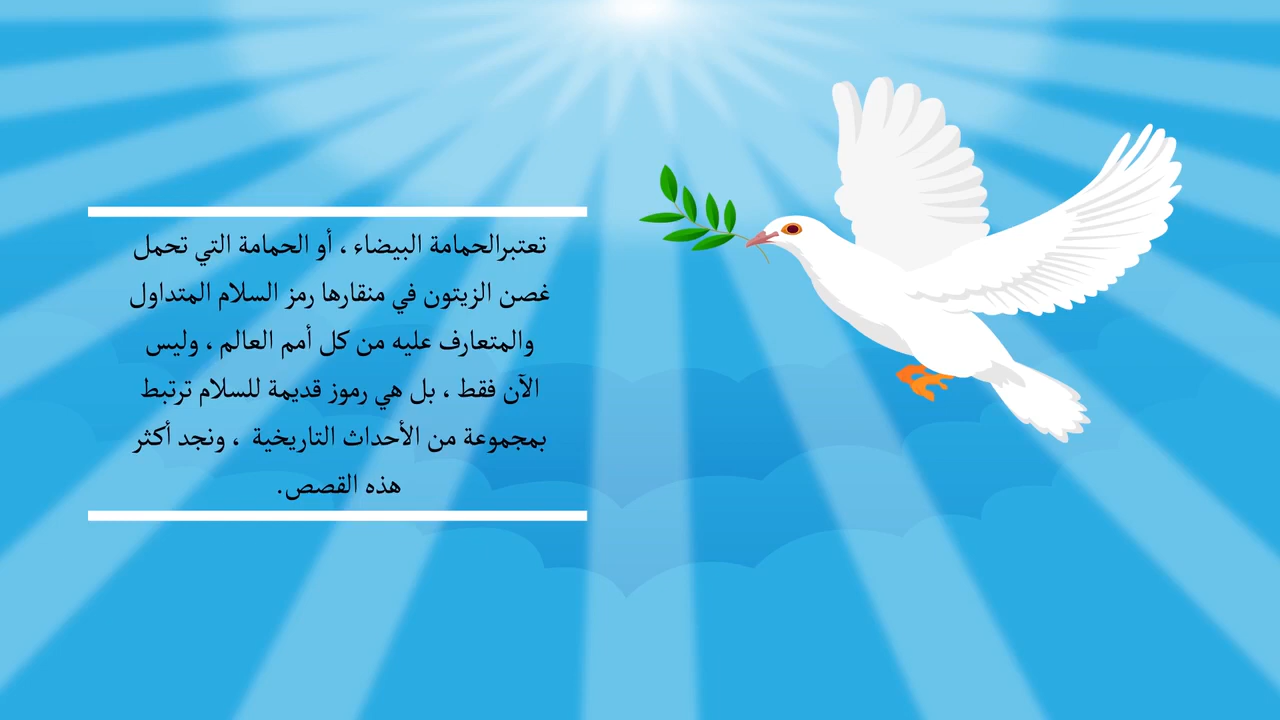 تعتبرالحمامة البيضاء ، أو الحمامة التي تحمل
غصن الزيتون في منقارها رمز السلام المتداول
والمتعارف عليه من كل أمم العالم ، وليس
الآن فقط ، بل هي رموز قديمة للسلام ترتبط
بمجموعة من الأحداث التاريخية ، ونجد أكثر
هذه القصص.